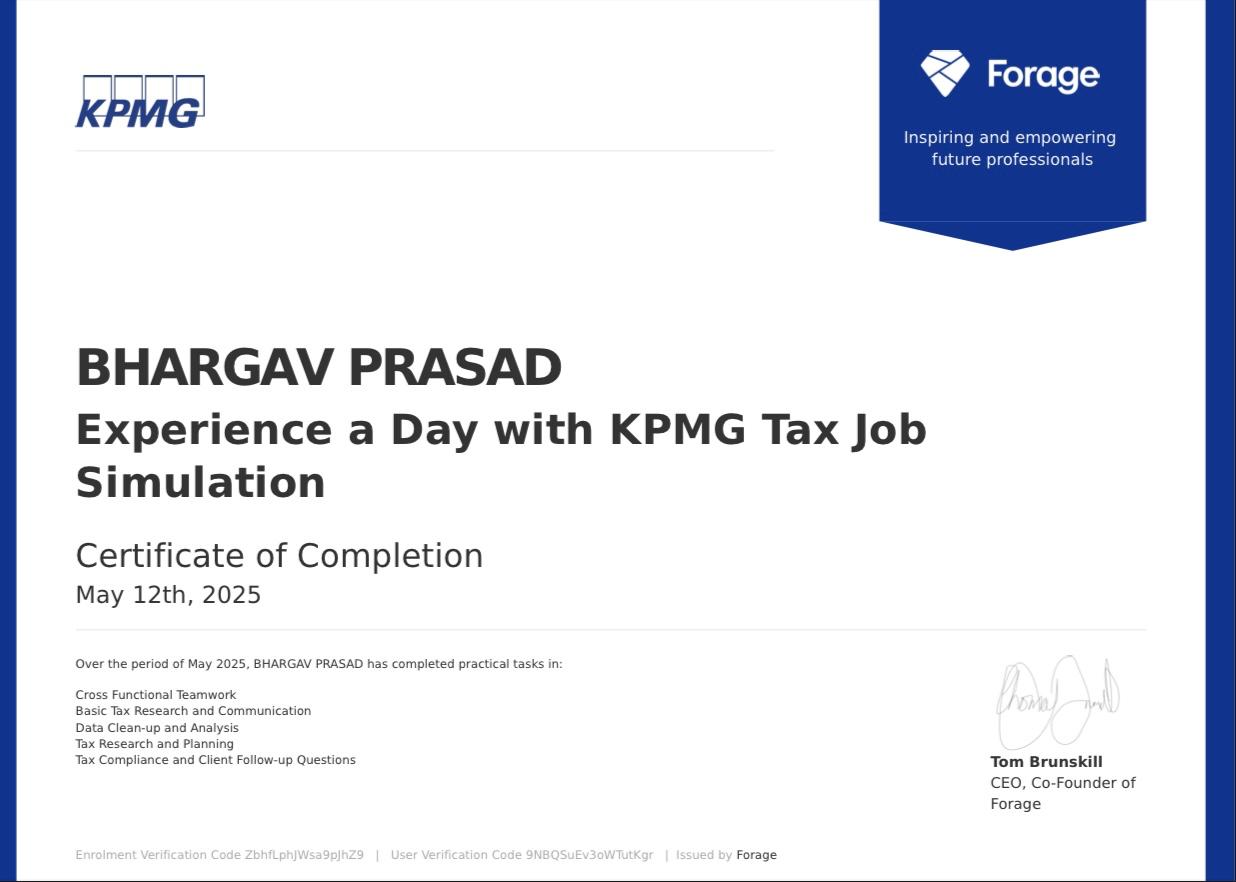 KPMG
Forage
Inspiring and empowering
future professionals
BHARGAV PRASAD
Experience a Day with KPMG Tax Job
Simulation
Certificate of Completion
May 12th, 2025
Over the period of May 2025, BHARGAV PRASAD has completed practical tasks in:
Cross Functional Teamwork
Basic Tax Research and Communication
Data Clean-up and Analysis
Tax Research and Planning
Tax Compliance and Client Follow-up Questions
Tom Brunskill
CEO, Co-Founder of
Forage
Enrolment Verification Code ZbhfLphJWsa9pJhZ9 | User Verification Code 9NBQSuEv3oWTutKgr | Issued by Forage